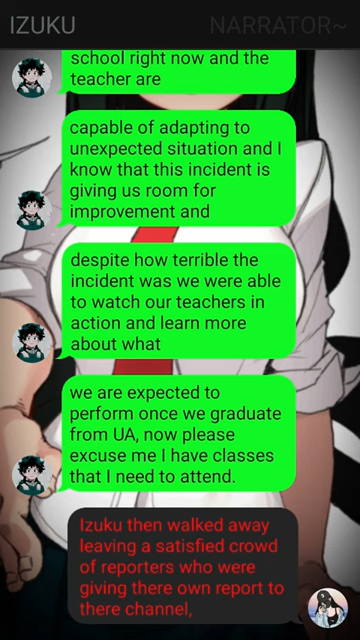 IZUKU
NARRATOR~
school right now and the
teacher are
capable of adapting to
unexpected situation and I
know that this incident is
giving us room for
improvement and
despite how terrible the
incident was we were able
to watch our teachers in
action and learn more
about what
we are expected to
perform once we graduate
from UA, now please
excuse me I have classes
that I need to attend.
Izuku then walked away
leaving a satisfied crowd
of reporters who were
giving there own report to
there channel,